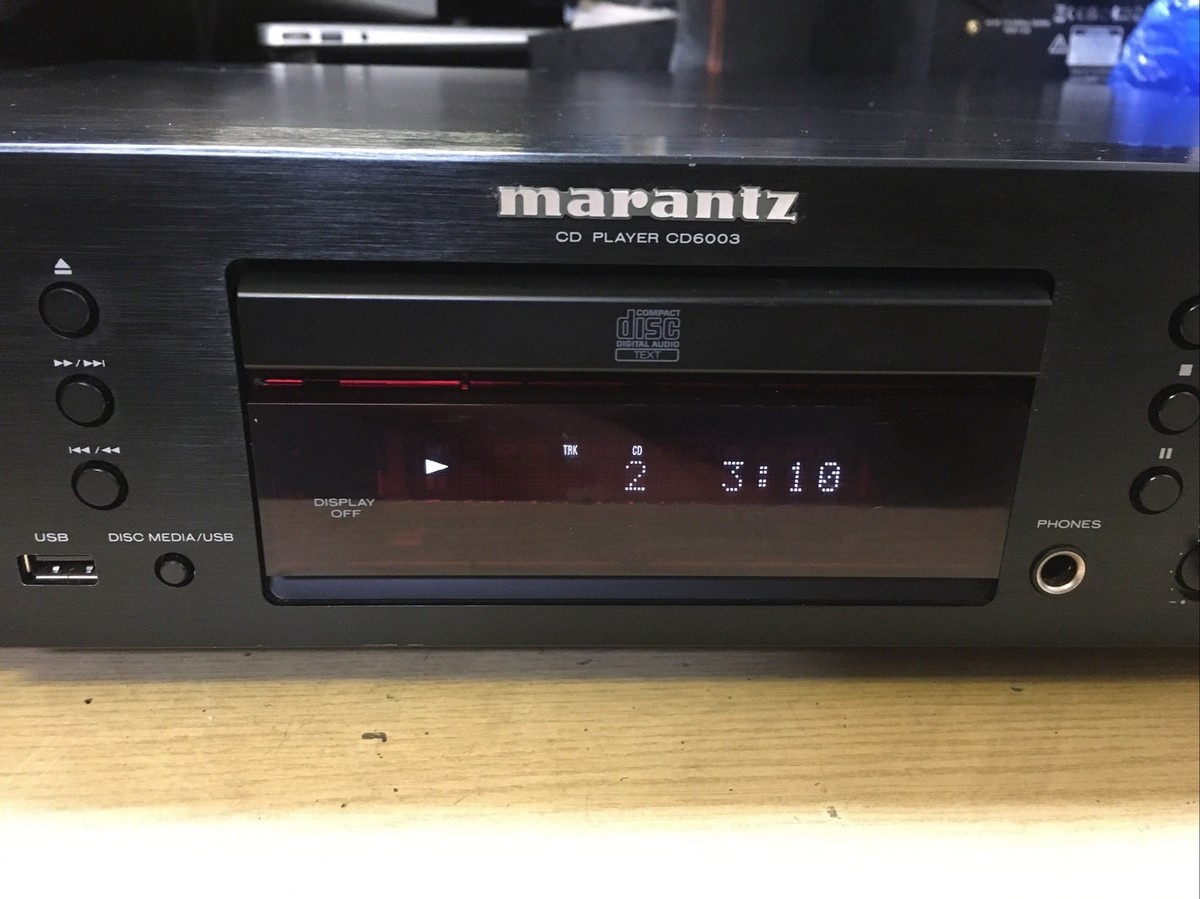 marantz
CD PLAYER CD6003
COMPACT
disc
DIGITAL AUDIO
TEXT
TRK CD
2 3:10
DISPLAY
OFF
USB
DISC MEDIA/USB
PHONES